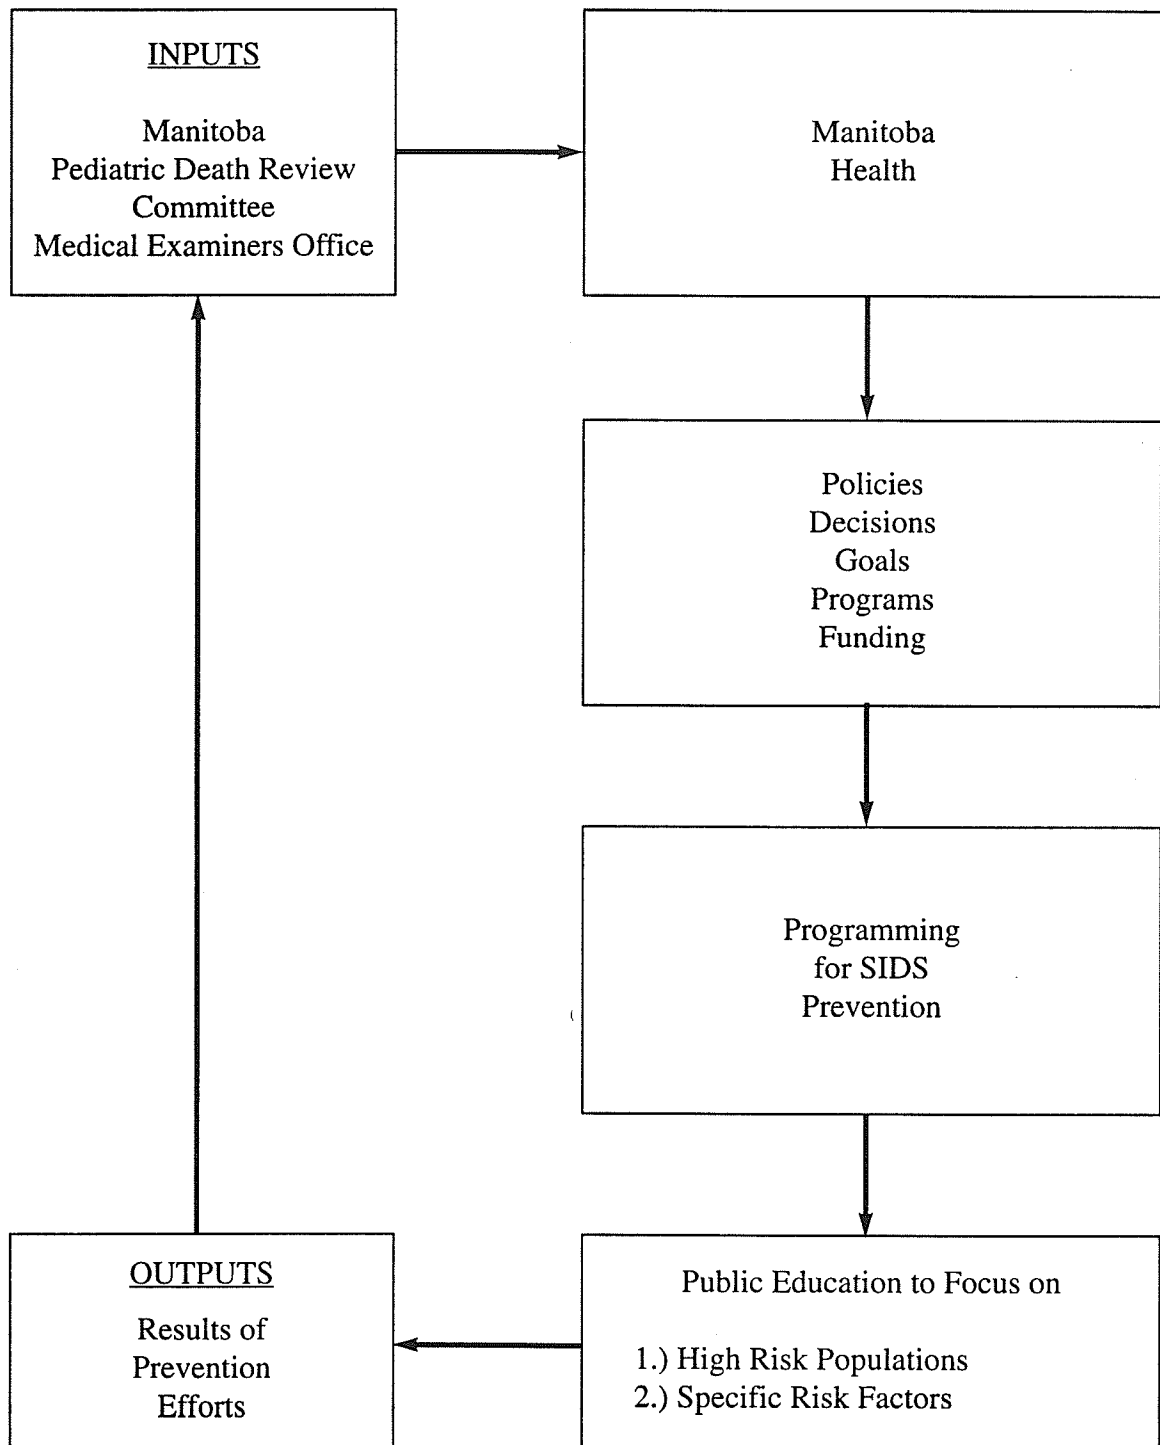 INPUTS
Manitoba
Pediatric Death Review
Committee
Medical Examiners Office
Manitoba
Health
Policies
Decisions
Goals
Programs
Funding
Programming
for SIDS
Prevention
Public Education to Focus on
1.) High Risk Populations
2.) Specific Risk Factors
OUTPUTS
Results of
Prevention
Efforts